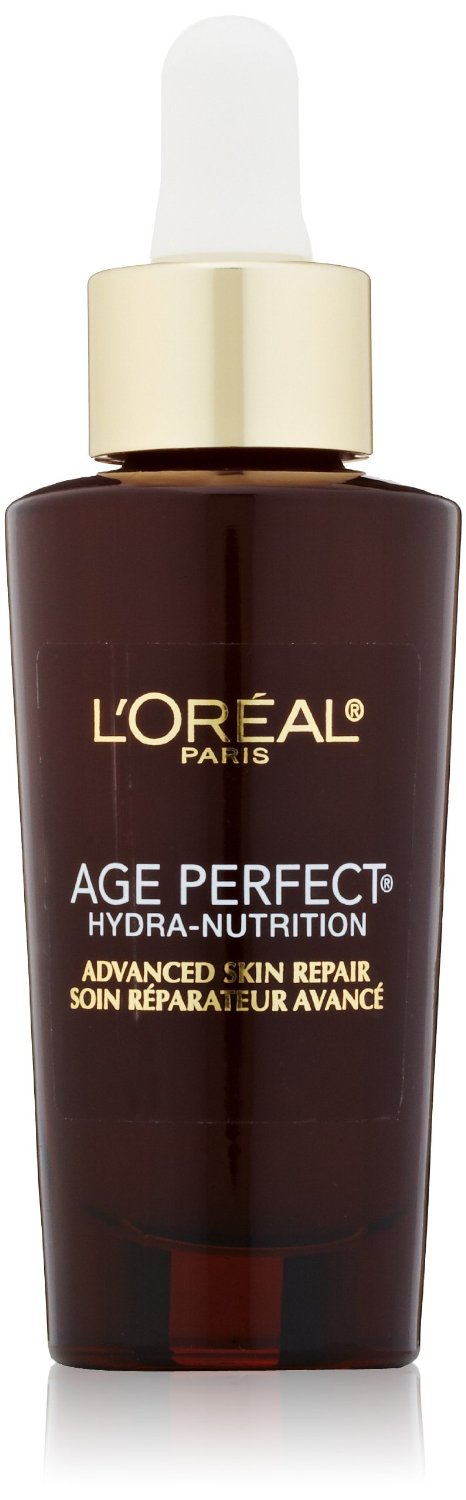 L'ORÉAL®
PARIS
AGE PERFECT®
HYDRA-NUTRITION
ADVANCED SKIN REPAIR
SOIN RÉPARATEUR AVANCÉ